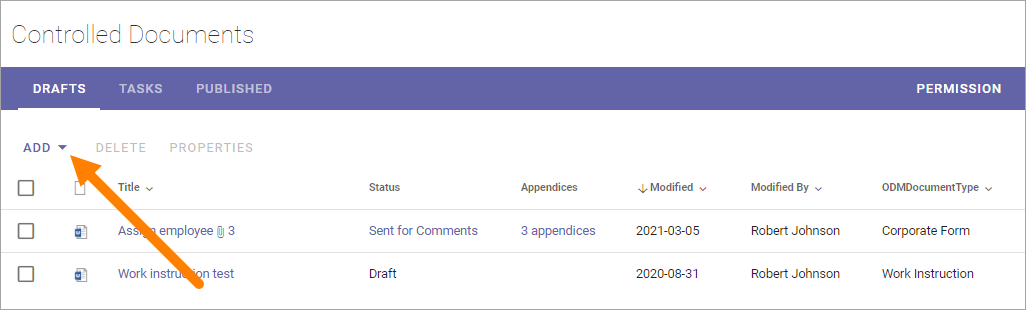 Controlled Documents
DRAFTS TASKS PUBLISHED PERMISSION
ADD DELETE PROPERTIES
Title Status Appendices Modified Modified By ODMDocumentType
Assign employee 3 Sent for Comments 3 appendices 2021-03-05 Robert Johnson Corporate Form
Work instruction test Draft 2020-08-31 Robert Johnson Work Instruction